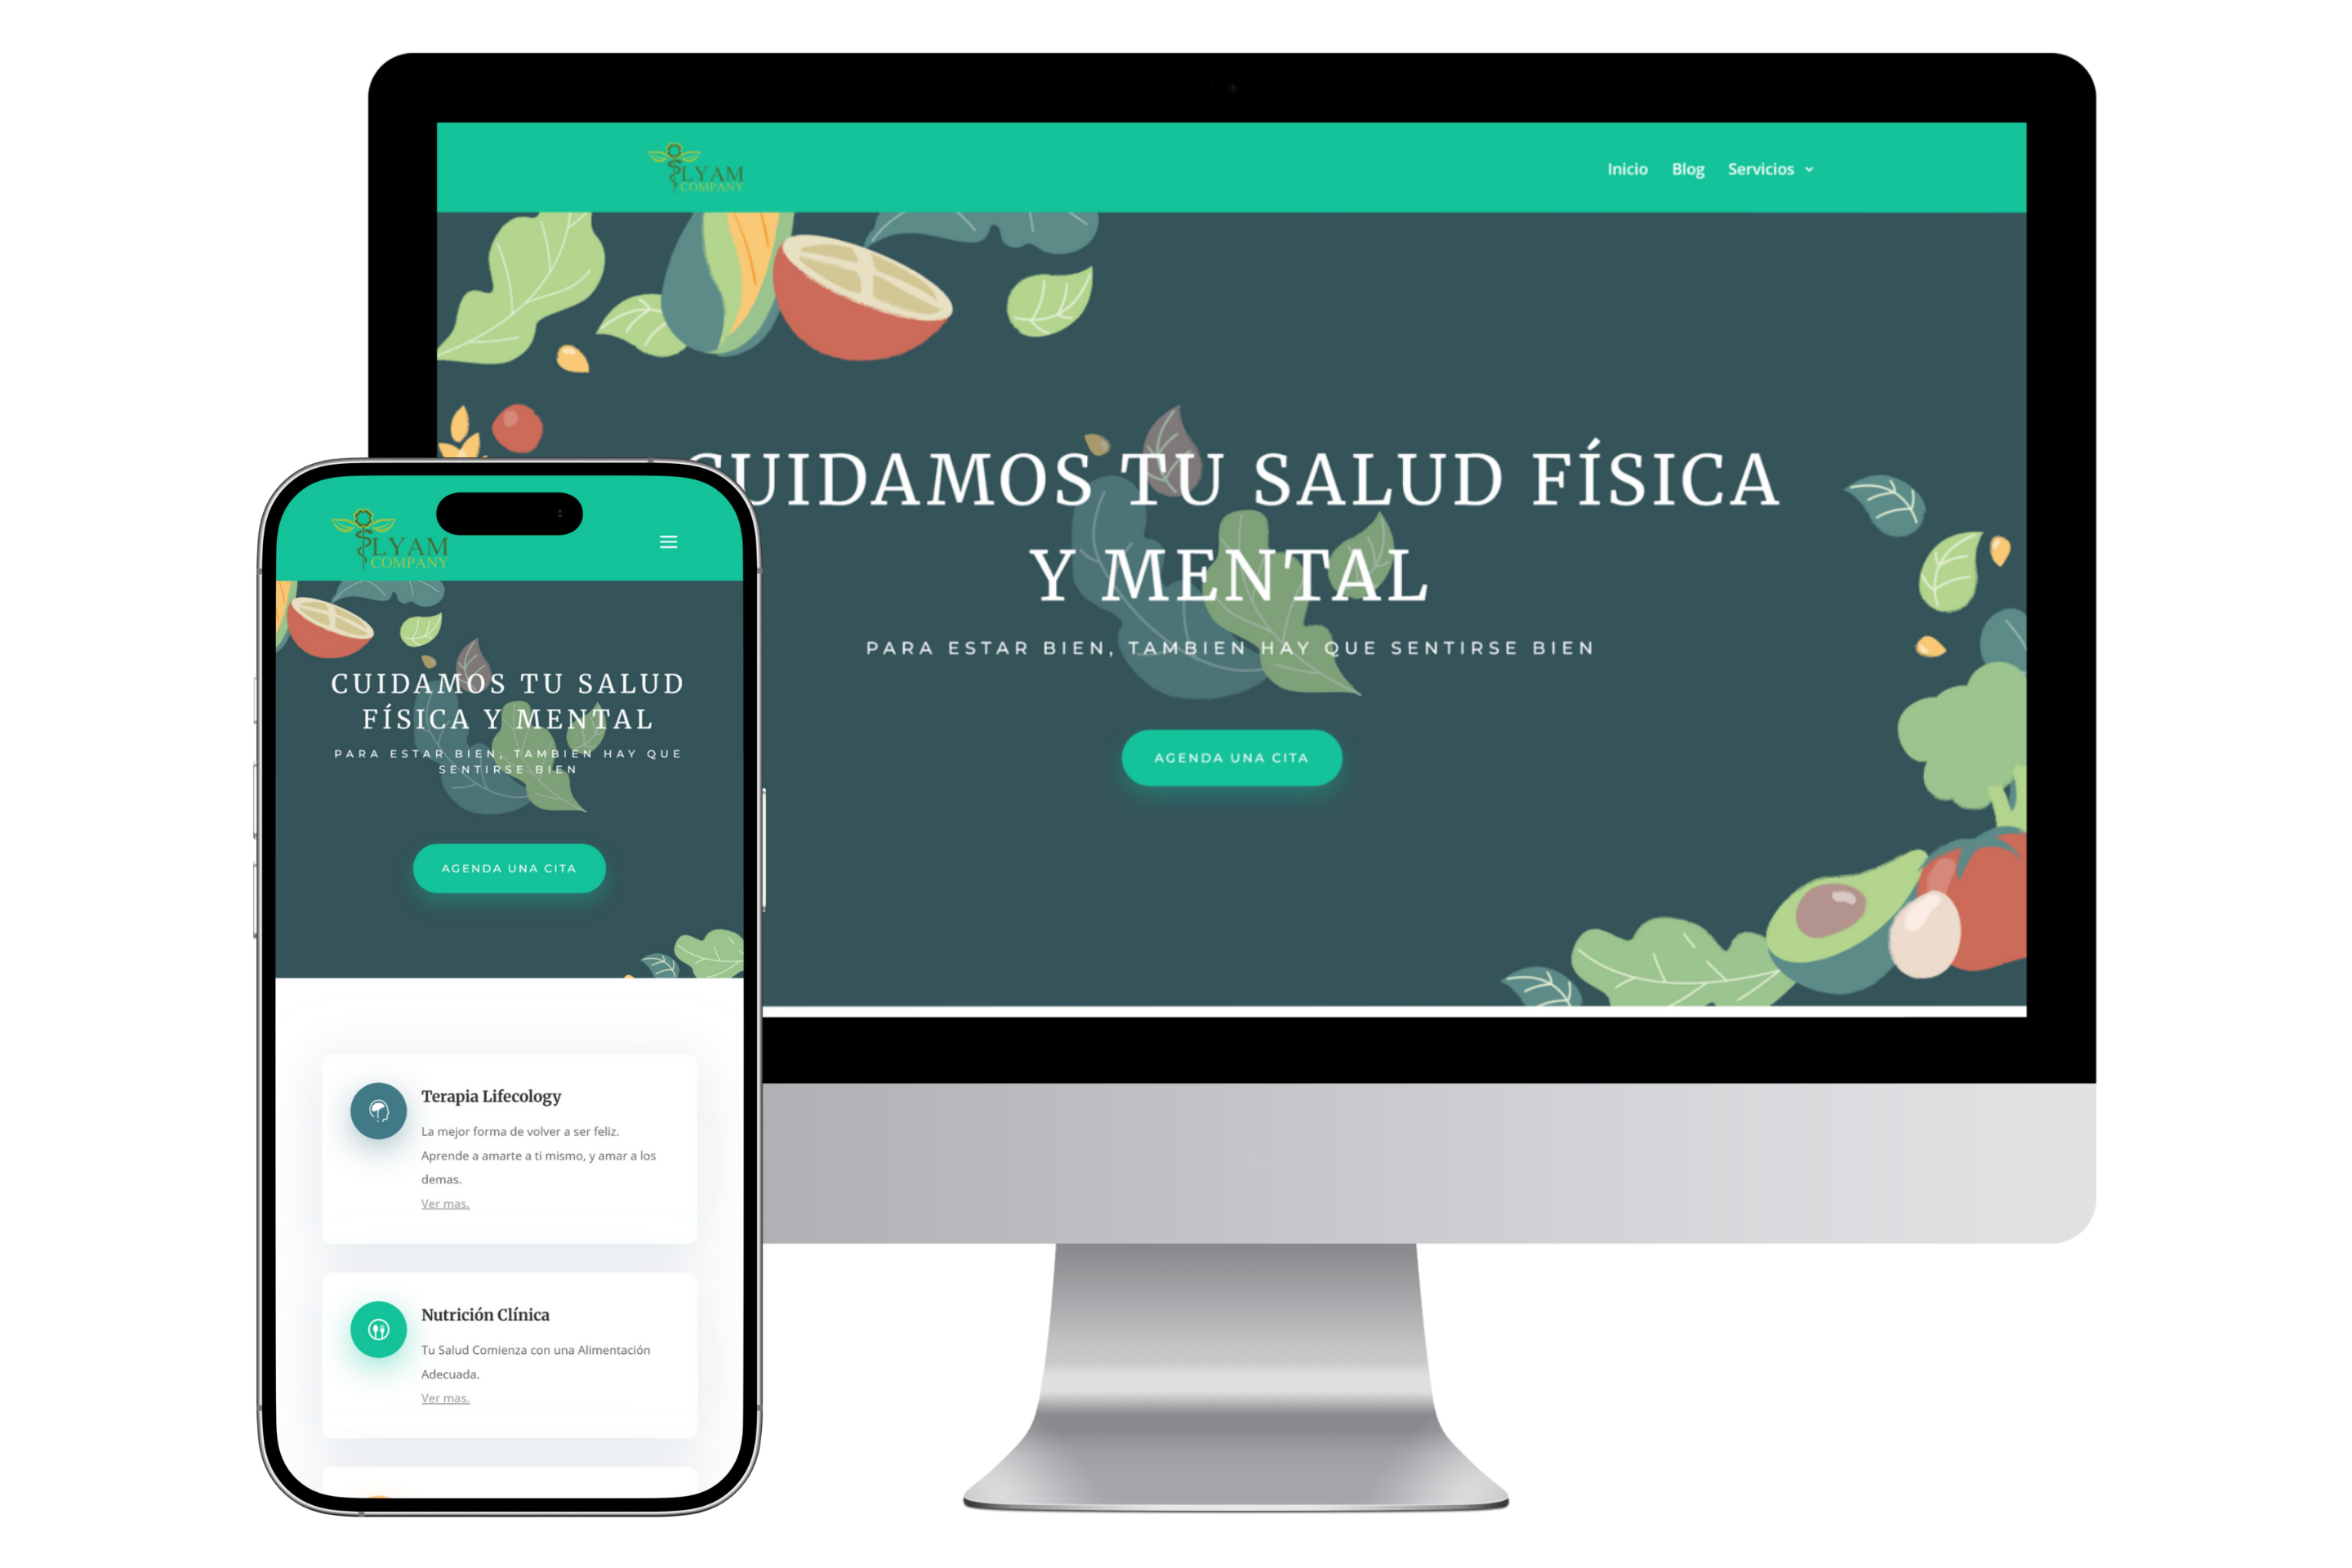 LYAM
COMPANY
Inicio Blog Servicios
CUIDAMOS TU SALUD FÍSICA
Y MENTAL
PARA ESTAR BIEN, TAMBIEN HAY QUE SENTIRSE BIEN
AGENDA UNA CITA
LYAM
COMPANY
CUIDAMOS TU SALUD
FÍSICA Y MENTAL
PARA ESTAR BIEN, TAMBIEN HAY QUE
SENTIRSE BIEN
AGENDA UNA CITA
Terapia Lifecology
La mejor forma de volver a ser feliz.
Aprende a amarte a ti mismo, y amar a los
demas.
Ver mas.
Nutrición Clínica
Tu Salud Comienza con una Alimentación
Adecuada.
Ver mas.